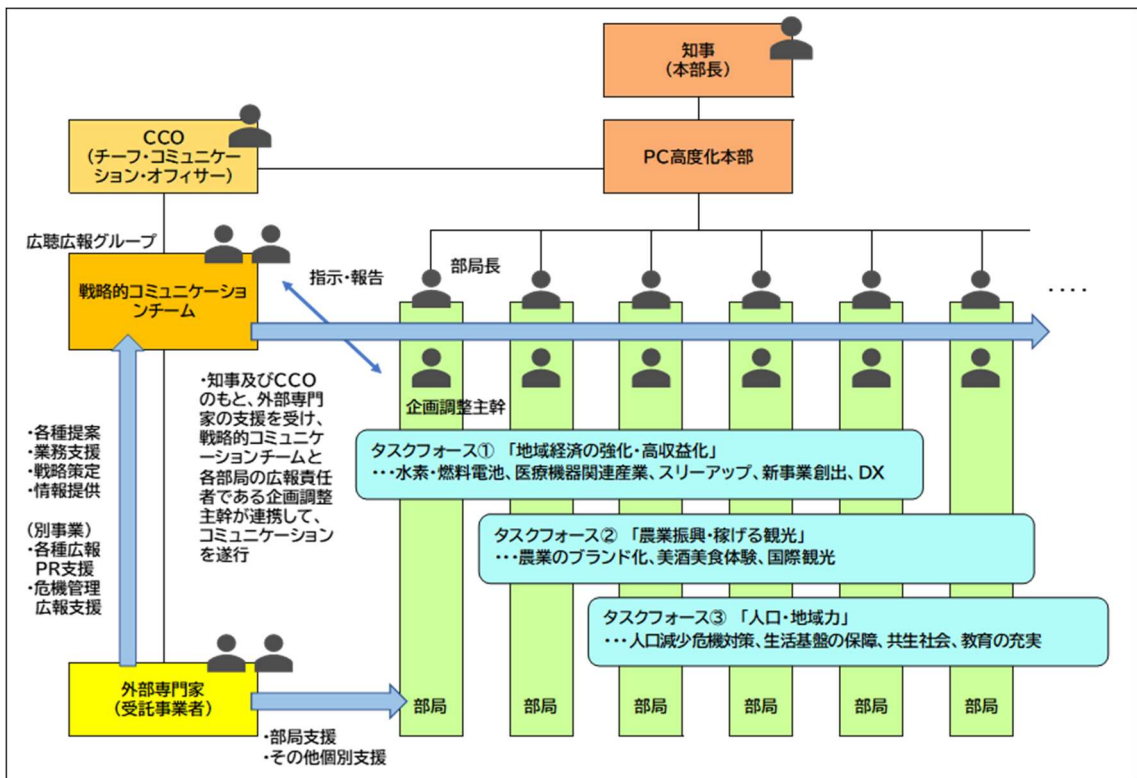 知事
（本部長）
CCO
（チーフ・コミュニケー
ション・オフィサー）
PC高度化本部
広聴広報グループ
戦略的コミュニケーショ
ンチーム
指示・報告
部局長
････
企画調整主幹
・知事及びCCO
のもと、外部専門
家の支援を受け、
戦略的コミュニケ
ーションチームと
各部局の広報責任
者である企画調整
主幹が連携して、
コミュニケーション
を遂行
・各種提案
・業務支援
・戦略策定
・情報提供
（別事業）
・各種広報
PR支援
・危機管理
広報支援
タスクフォース① 「地域経済の強化・高収益化」
・・・水素・燃料電池、医療機器関連産業、スリーアップ、新事業創出、DX
タスクフォース② 「農業振興・稼げる観光」
・・・農業のブランド化、美酒美食体験、国際観光
タスクフォース③ 「人口・地域力」
・・・人口減少危機対策、生活基盤の保障、共生社会、教育の充実
外部専門家
（受託事業者）
・部局支援
・その他個別支援
部局
部局
部局
部局
部局
部局